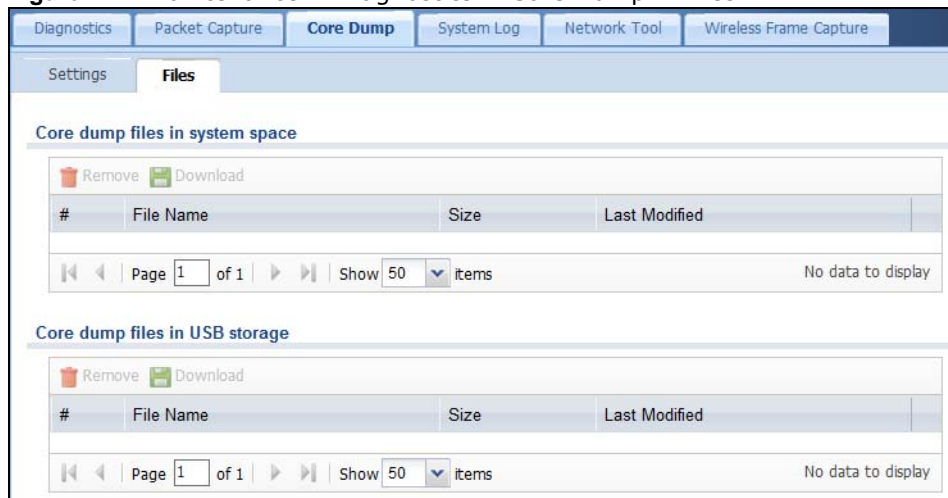 Diagnostics Packet Capture Core Dump System Log Network Tool Wireless Frame Capture
Settings Files
Core dump files in system space
Remove Download
# File Name Size Last Modified
Page 1 of 1 Show 50 items No data to display
Core dump files in USB storage
Remove Download
# File Name Size Last Modified
Page 1 of 1 Show 50 items No data to display